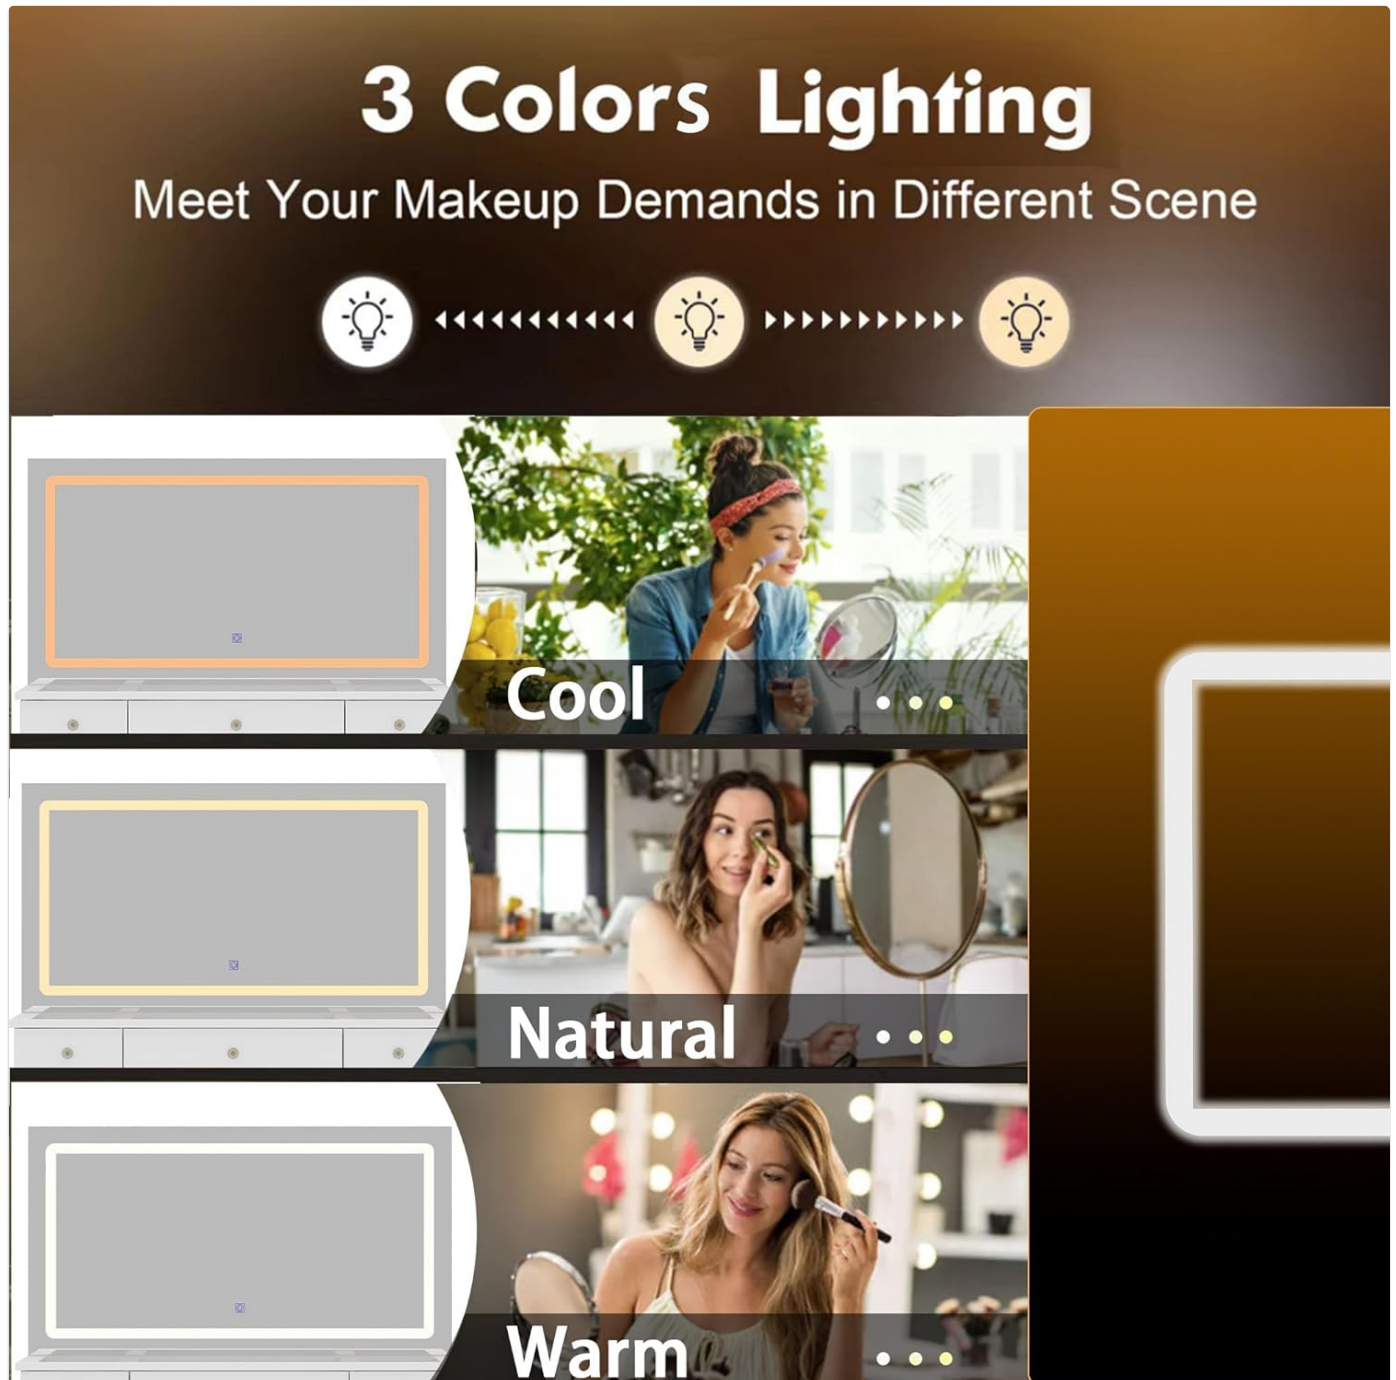 3 Colors Lighting
Meet Your Makeup Demands in Different Scene
Cool
Natural
Warm